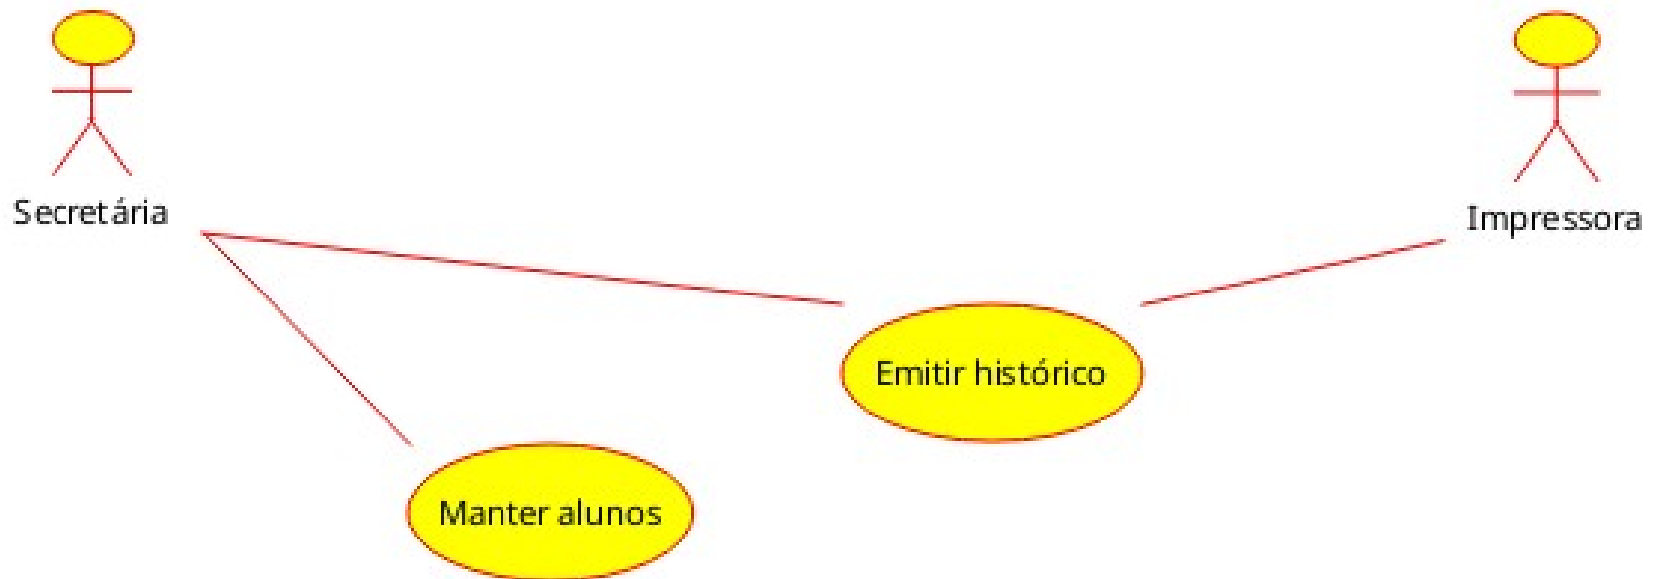 Secretária
Impressora
Emitir histórico
Manter alunos